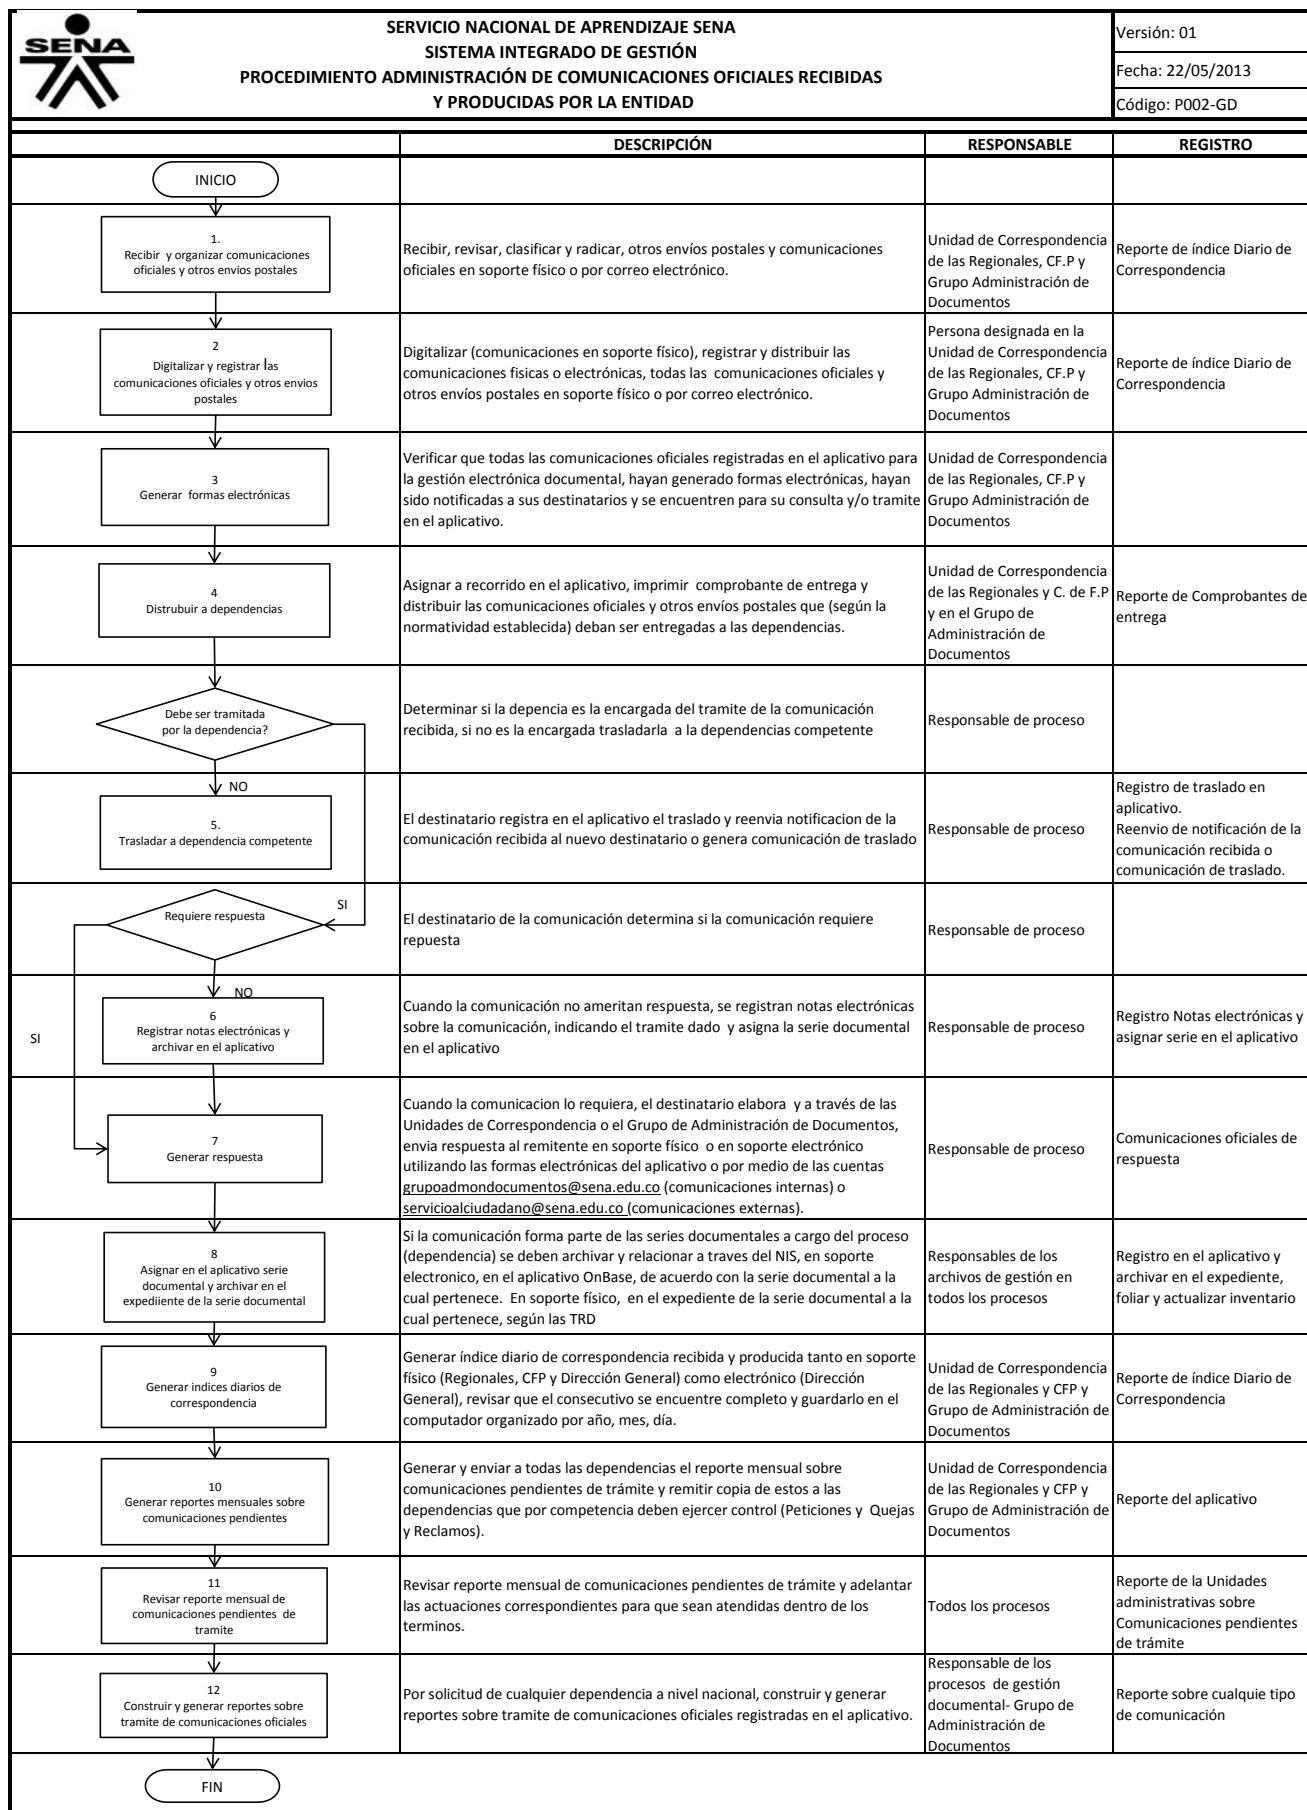 SENA
SERVICIO NACIONAL DE APRENDIZAJE SENA
SISTEMA INTEGRADO DE GESTIÓN
PROCEDIMIENTO ADMINISTRACIÓN DE COMUNICACIONES OFICIALES RECIBIDAS
Y PRODUCIDAS POR LA ENTIDAD
Versión: 01
Fecha: 22/05/2013
Código: P002-GD
DESCRIPCIÓN
RESPONSABLE
REGISTRO
INICIO
1.
Recibir y organizar comunicaciones
oficiales y otros envios postales
Recibir, revisar, clasificar y radicar, otros envíos postales y comunicaciones
oficiales en soporte físico o por correo electrónico.
Unidad de Correspondencia
de las Regionales, CF.P y
Grupo Administración de
Documentos
Reporte de índice Diario de
Correspondencia
2
Digitalizar y registrar las
comunicaciones oficiales y otros envios
postales
Digitalizar (comunicaciones en soporte físico), registrar y distribuir las
comunicaciones fisicas o electrónicas, todas las comunicaciones oficiales y
otros envíos postales en soporte físico o por correo electrónico.
Persona designada en la
Unidad de Correspondencia
de las Regionales, CF.P y
Grupo Administración de
Documentos
Reporte de índice Diario de
Correspondencia
3
Generar formas electrónicas
Verificar que todas las comunicaciones oficiales registradas en el aplicativo para
la gestión electrónica documental, hayan generado formas electrónicas, hayan
sido notificadas a sus destinatarios y se encuentren para su consulta y/o tramite
en el aplicativo.
Unidad de Correspondencia
de las Regionales, CF.P y
Grupo Administración de
Documentos
4
Distrubuir a dependencias
Asignar a recorrido en el aplicativo, imprimir comprobante de entrega y
distribuir las comunicaciones oficiales y otros envíos postales que (según la
normatividad establecida) deban ser entregadas a las dependencias.
Unidad de Correspondencia
de las Regionales y C. de F.P
y en el Grupo de
Administración de
Documentos
Reporte de Comprobantes de
entrega
Debe ser tramitada
por la dependencia?
Determinar si la depencia es la encargada del tramite de la comunicación
recibida, si no es la encargada trasladarla a la dependencias competente
Responsable de proceso
NO
5.
Trasladar a dependencia competente
El destinatario registra en el aplicativo el traslado y reenvia notificacion de la
comunicación recibida al nuevo destinatario o genera comunicación de traslado
Responsable de proceso
Registro de traslado en
aplicativo.
Reenvio de notificación de la
comunicación recibida o
comunicación de traslado.
SI
Requiere respuesta
El destinatario de la comunicación determina si la comunicación requiere
repuesta
Responsable de proceso
NO
SI
6
Registrar notas electrónicas y
archivar en el aplicativo
Cuando la comunicación no ameritan respuesta, se registran notas electrónicas
sobre la comunicación, indicando el tramite dado y asigna la serie documental
en el aplicativo
Responsable de proceso
Registro Notas electrónicas y
asignar serie en el aplicativo
7
Generar respuesta
Cuando la comunicacion lo requiera, el destinatario elabora y a través de las
Unidades de Correspondencia o el Grupo de Administración de Documentos,
envia respuesta al remitente en soporte físico o en soporte electrónico
utilizando las formas electrónicas del aplicativo o por medio de las cuentas
grupoadmondocumentos@sena.edu.co (comunicaciones internas) o
servicioalciudadano@sena.edu.co (comunicaciones externas).
Responsable de proceso
Comunicaciones oficiales de
respuesta
8
Asignar en el aplicativo serie
documental y archivar en el
expediiente de la serie documental
Si la comunicación forma parte de las series documentales a cargo del proceso
(dependencia) se deben archivar y relacionar a traves del NIS, en soporte
electronico, en el aplicativo OnBase, de acuerdo con la serie documental a la
cual pertenece. En soporte físico, en el expediente de la serie documental a la
cual pertenece, según las TRD
Responsables de los
archivos de gestión en
todos los procesos
Registro en el aplicativo y
archivar en el expediente,
foliar y actualizar inventario
9
Generar indices diarios de
correspondencia
Generar índice diario de correspondencia recibida y producida tanto en soporte
físico (Regionales, CFP y Dirección General) como electrónico (Dirección
General), revisar que el consecutivo se encuentre completo y guardarlo en el
computador organizado por año, mes, día.
Unidad de Correspondencia
de las Regionales y CFP y
Grupo de Administración de
Documentos
Reporte de índice Diario de
Correspondencia
10
Generar reportes mensuales sobre
comunicaciones pendientes
Generar y enviar a todas las dependencias el reporte mensual sobre
comunicaciones pendientes de trámite y remitir copia de estos a las
dependencias que por competencia deben ejercer control (Peticiones y Quejas
y Reclamos).
Unidad de Correspondencia
de las Regionales y CFP y
Grupo de Administración de
Documentos
Reporte del aplicativo
11
Revisar reporte mensual de
comunicaciones pendientes de
tramite
Revisar reporte mensual de comunicaciones pendientes de trámite y adelantar
las actuaciones correspondientes para que sean atendidas dentro de los
terminos.
Todos los procesos
Reporte de la Unidades
administrativas sobre
Comunicaciones pendientes
de trámite
12
Construir y generar reportes sobre
tramite de comunicaciones oficiales
Por solicitud de cualquier dependencia a nivel nacional, construir y generar
reportes sobre tramite de comunicaciones oficiales registradas en el aplicativo.
Responsable de los
procesos de gestión
documental- Grupo de
Administración de
Documentos
Reporte sobre cualquie tipo
de comunicación
FIN